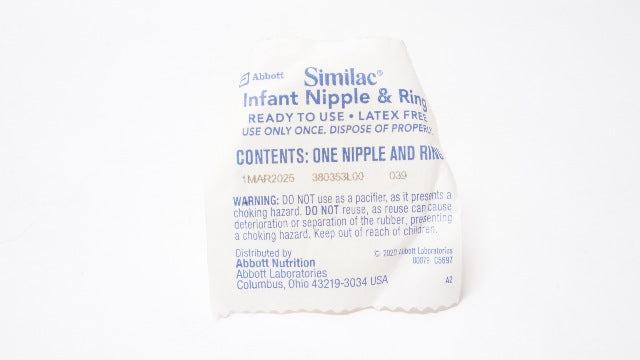 Abbott Similac®
Infant Nipple & Ring
READY TO USE • LATEX FREE
USE ONLY ONCE. DISPOSE OF PROPERLY
CONTENTS: ONE NIPPLE AND RING
1MAR2025 380353L00 039
WARNING: DO NOT use as a pacifier, as it presents a
choking hazard. DO NOT reuse, as reuse can cause
deterioration or separation of the rubber, presenting
a choking hazard. Keep out of reach of children.
Distributed by
Abbott Nutrition
Abbott Laboratories
Columbus, Ohio 43219-3034 USA
© 2020 Abbott Laboratories
00079 C5697
A2